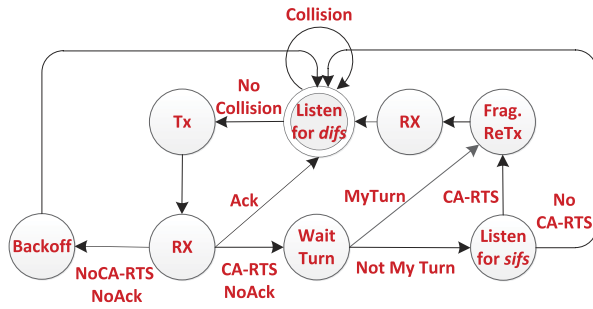 Collision
No
Collision
Tx
Listen
for difs
RX
Frag.
ReTx
Ack
MyTurn
CA-RTS
No
CA-RTS
Backoff
RX
Wait
Turn
Listen
for sifs
NoCA-RTS
NoAck
CA-RTS
NoAck
Not My Turn